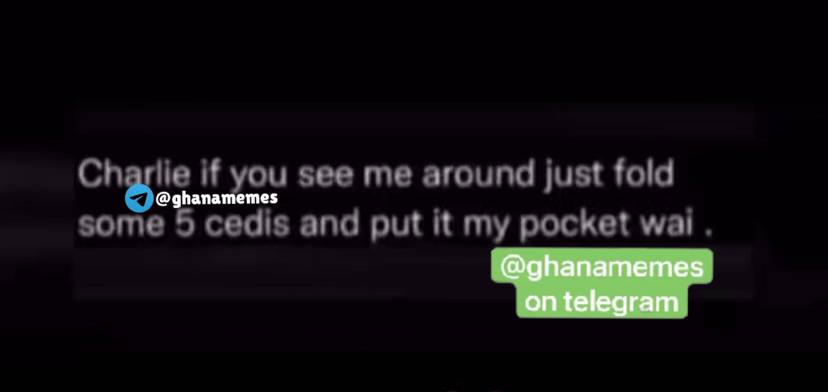 Charlie if you see me around just fold
@ghanamemes
some 5 cedis and put it my pocket wai .
@ghanamemes
on telegram